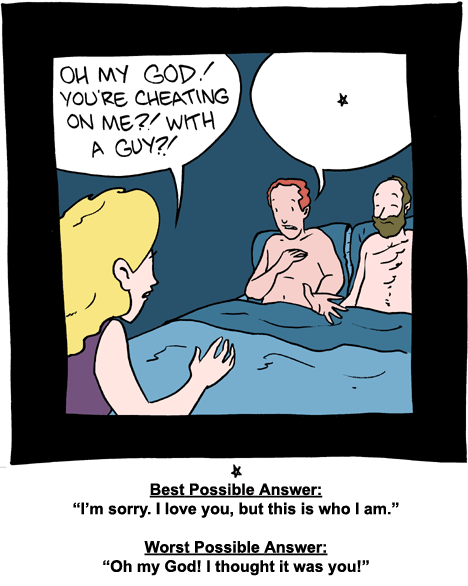 OH MY GOD!
YOU'RE CHEATING
ON ME?! WITH
A GUY?!
Best Possible Answer:
“I’m sorry. I love you, but this is who I am.”
Worst Possible Answer:
“Oh my God! I thought it was you!”